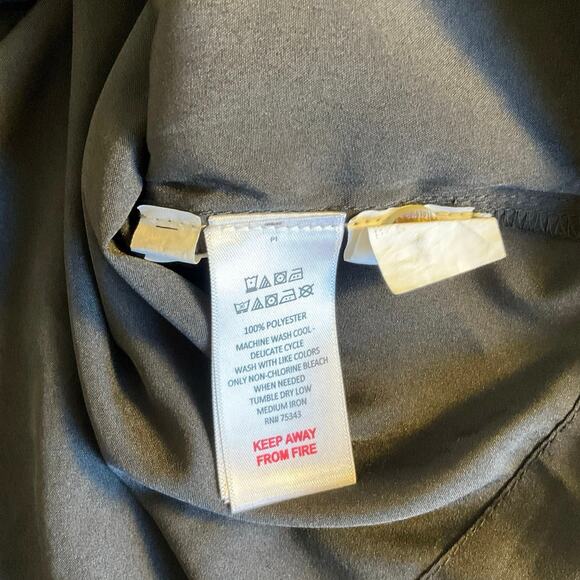 100% POLYESTER
MACHINE WASH COOL-
DELICATE CYCLE
WASH WITH LIKE COLORS
ONLY NON-CHLORINE BLEACH
WHEN NEEDED
TUMBLE DRY LOW
MEDIUM IRON
RN# 75343
KEEP AWAY
FROM FIRE